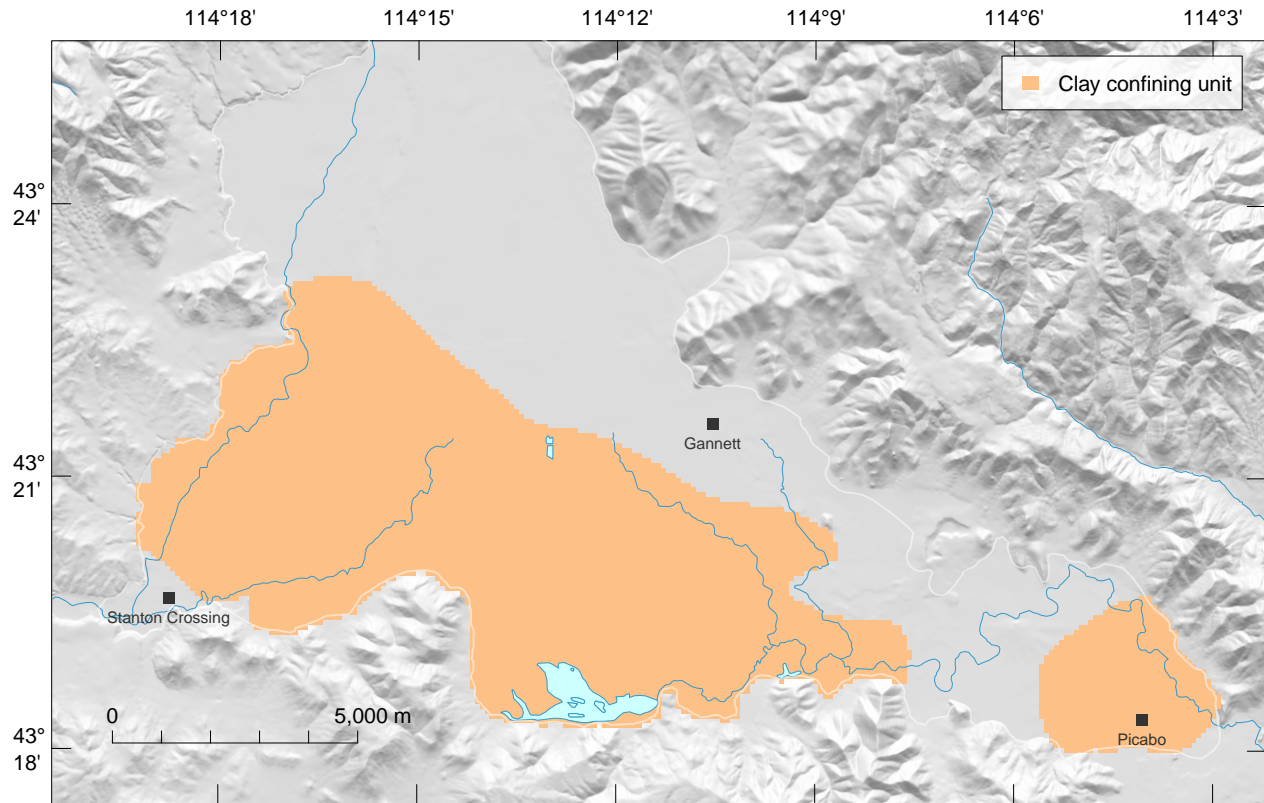 114°18'
114°15'
114°12'
114°9'
114°6'
114°3'
Clay confining unit
43°
24'
Gannett
43°
21'
Stanton Crossing
0
5,000 m
Picabo
43°
18'